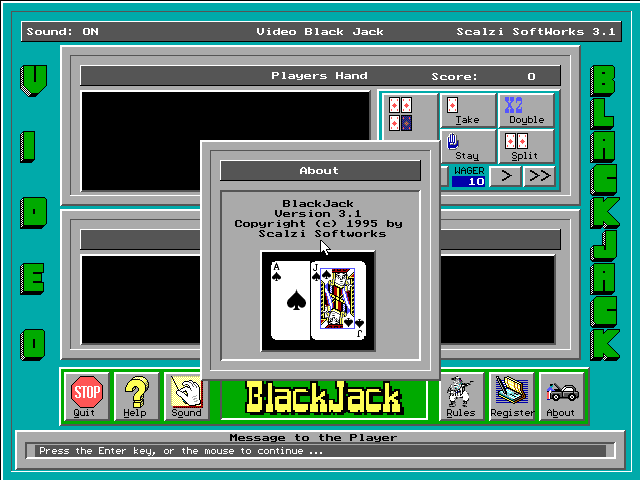 Sound: ON Video Black Jack Scalzi SoftWorks 3.1
Players Hand Score: 0
Take
X2
Double
Stay
Split
WAGER
10
> >>
About
BlackJack
Version 3.1
Copyright (c) 1995 by
Scalzi Softworks
A
J
J
VIDEO
BLACKJACK
STOP
Quit
?
Help
Sound
BlackJack
Rules
Register
About
Message to the Player
Press the Enter key, or the mouse to continue ...